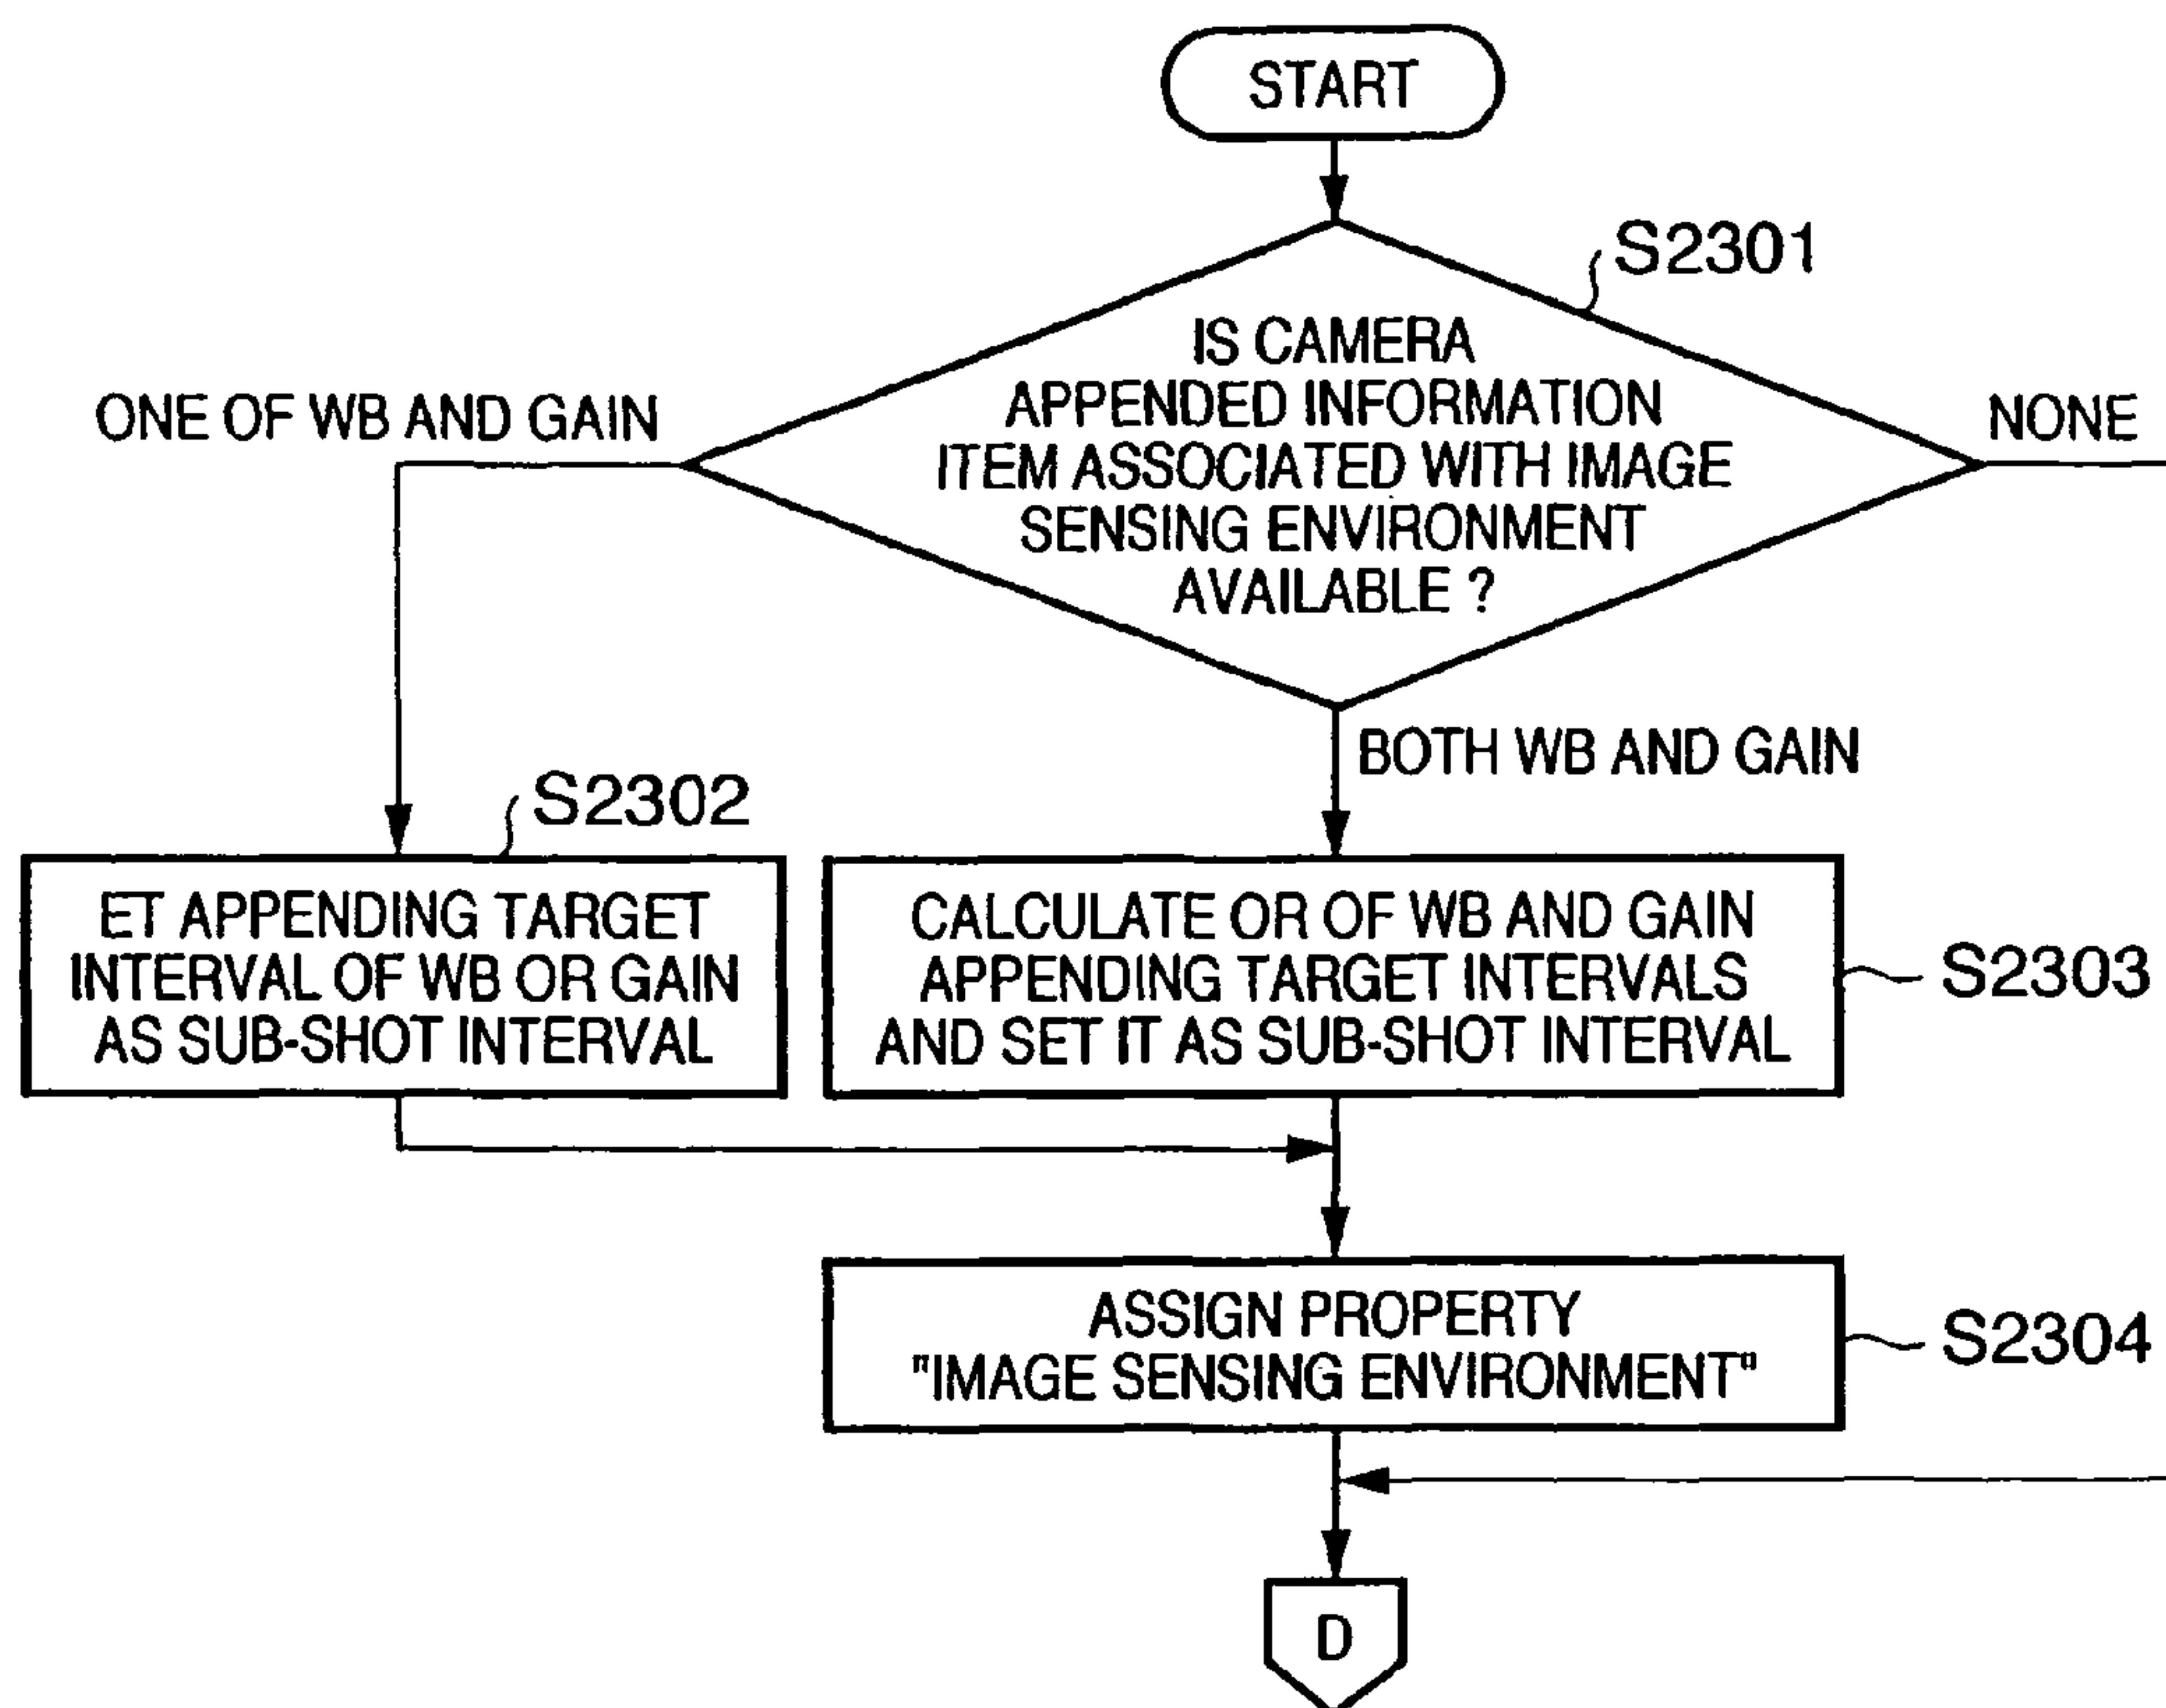 START
S2301
IS CAMERA
APPENDED INFORMATION
ITEM ASSOCIATED WITH IMAGE
SENSING ENVIRONMENT
AVAILABLE ?
ONE OF WB AND GAIN
NONE
BOTH WB AND GAIN
S2302
ET APPENDING TARGET
INTERVAL OF WB OR GAIN
AS SUB-SHOT INTERVAL
CALCULATE OR OF WB AND GAIN
APPENDING TARGET INTERVALS
AND SET IT AS SUB-SHOT INTERVAL
S2303
ASSIGN PROPERTY
"IMAGE SENSING ENVIRONMENT"
S2304
D